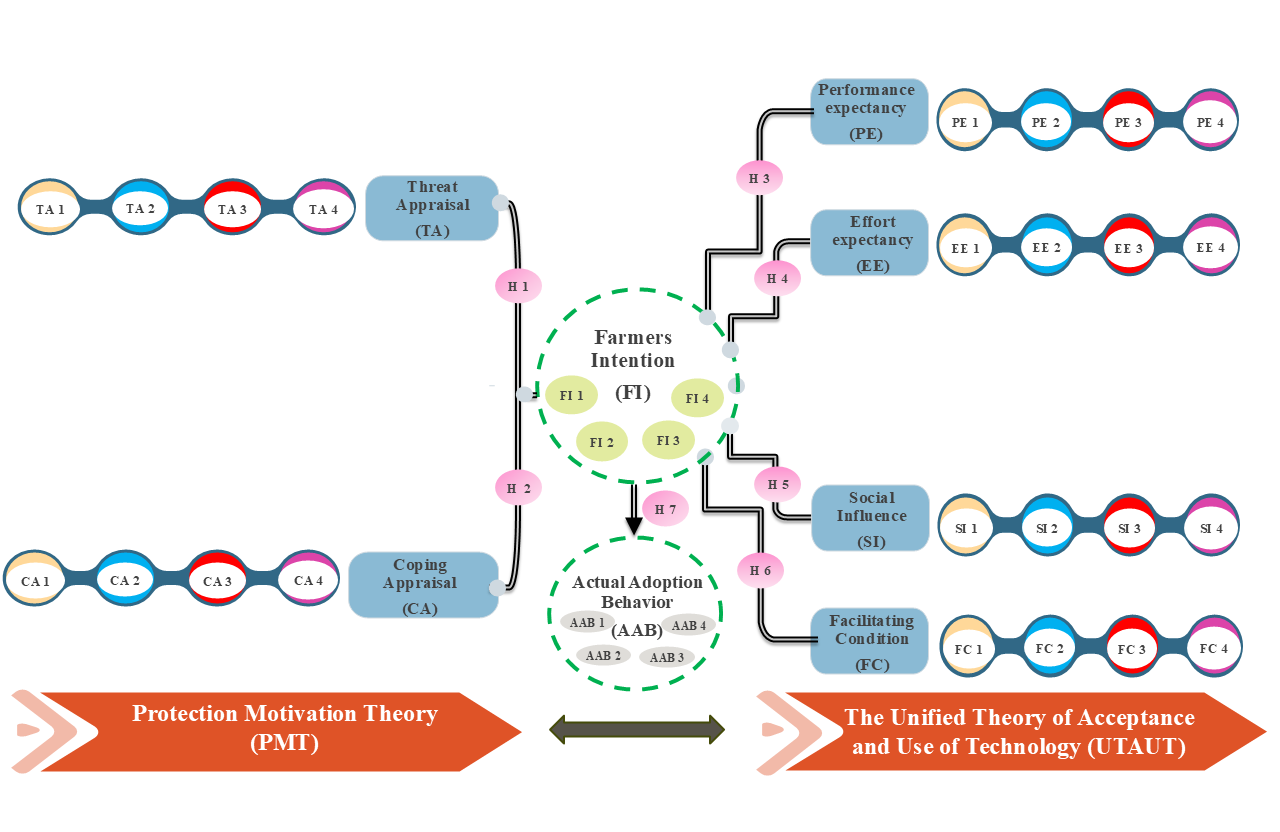 Performance
expectancy
(PE)
PE 1 PE 2 PE 3 PE 4
H 3
Threat
Appraisal
(TA)
TA 1 TA 2 TA 3 TA 4
Effort
expectancy
(EE)
EE 1 EE 2 EE 3 EE 4
H 4
H 1
Farmers
Intention
(FI)
FI 1
FI 2
FI 3
FI 4
H 2
H 5
Social
Influence
(SI)
SI 1 SI 2 SI 3 SI 4
H 7
H 6
Coping
Appraisal
(CA)
CA 1 CA 2 CA 3 CA 4
Actual Adoption
Behavior
(AAB)
AAB 1
AAB 2
AAB 3
AAB 4
Facilitating
Condition
(FC)
FC 1 FC 2 FC 3 FC 4
Protection Motivation Theory
(PMT)
The Unified Theory of Acceptance
and Use of Technology (UTAUT)